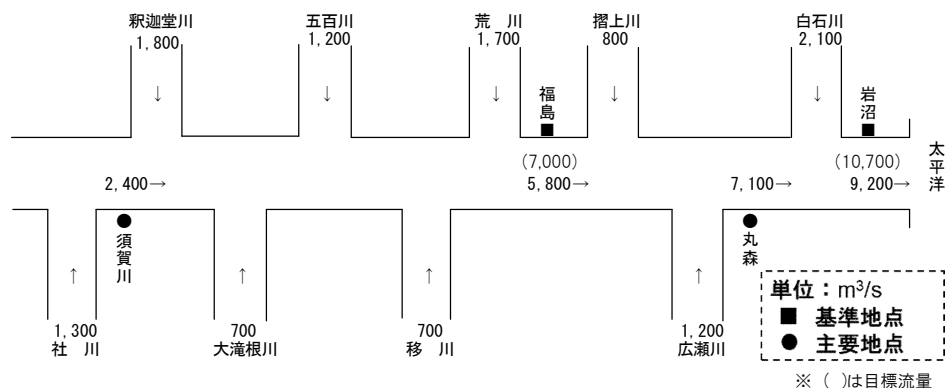 釈迦堂川
1,800
五百川
1,200
荒　川
1,700
摺上川
800
白石川
2,100
↓
↓
↓
↓
↓
福島
岩沼
(7,000)
(10,700)
太平洋
2,400→
5,800→
7,100→
9,200→
須賀川
丸森
↑
↑
↑
↑
1,300
社　川
700
大滝根川
700
移　川
1,200
広瀬川
単位：m³/s
■ 基準地点
● 主要地点
※ ( )は目標流量